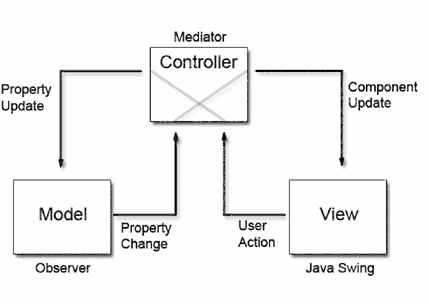 Mediator
Controller
Property
Update
Component
Update
Model
Property
Change
User
Action
View
Observer
Java Swing